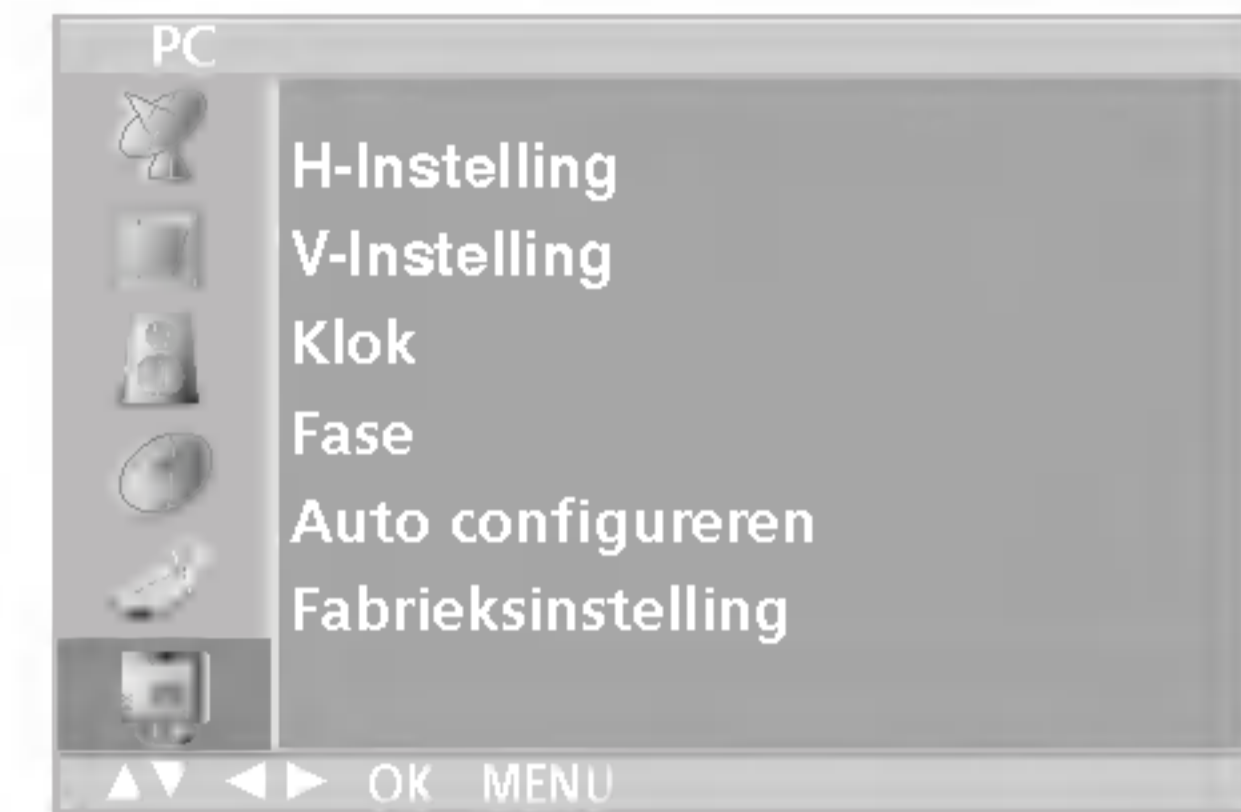 PC
H-Instelling
V-Instelling
Klok
Fase
Auto configureren
Fabrieksinstelling
▲▼ ◀▶ OK MENU